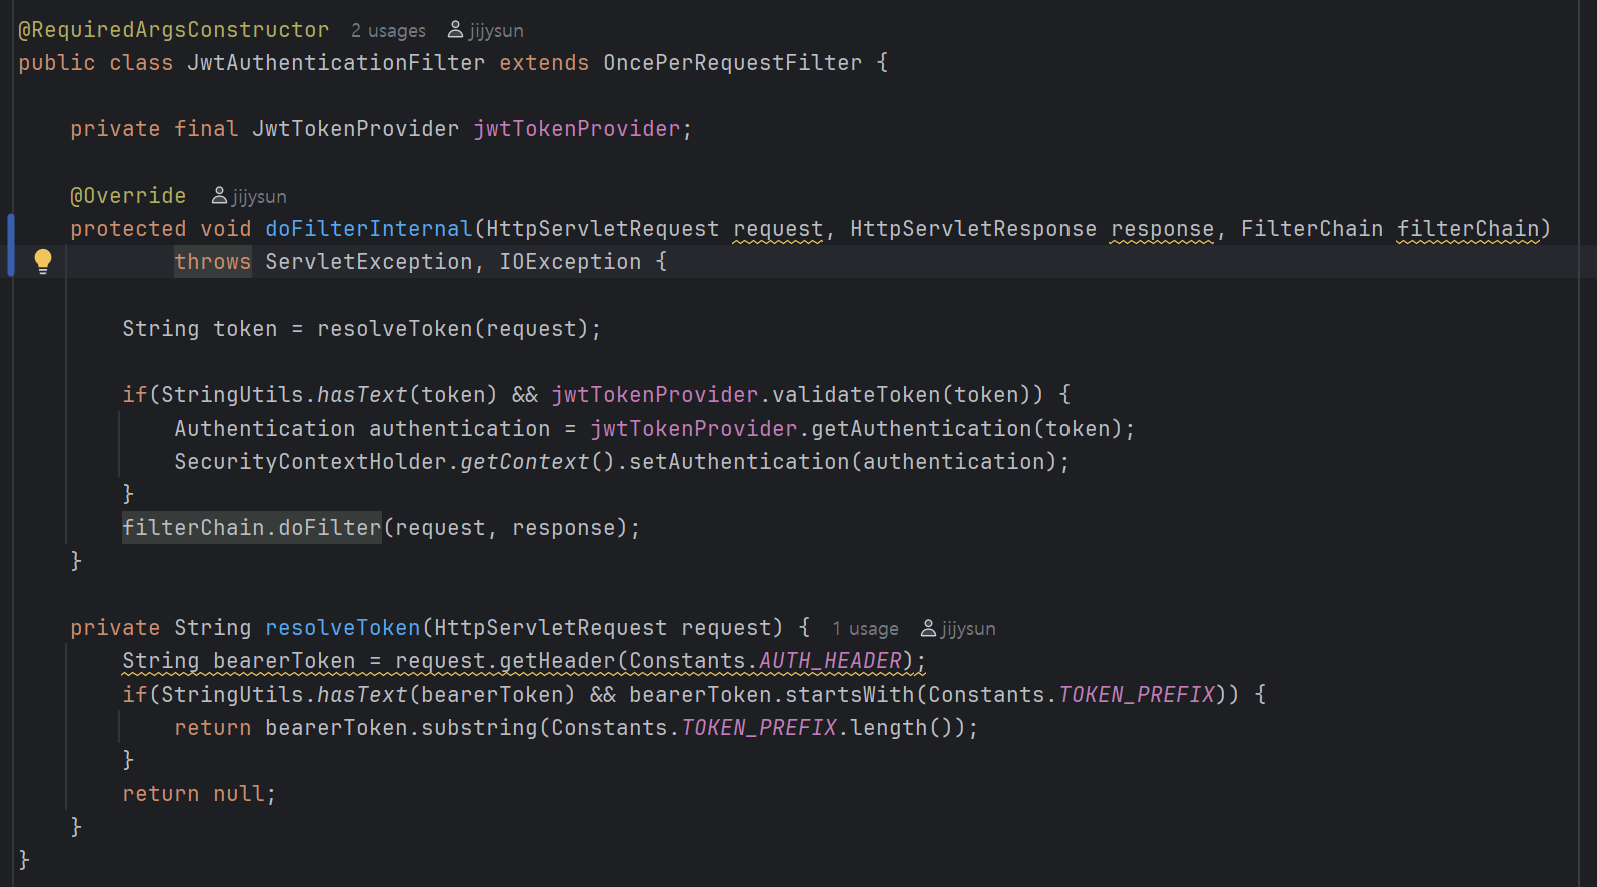 @RequiredArgsConstructor 2 usages jijysun
public class JwtAuthenticationFilter extends OncePerRequestFilter {
private final JwtTokenProvider jwtTokenProvider;
@Override jijysun
protected void doFilterInternal(HttpServletRequest request, HttpServletResponse response, FilterChain filterChain)
throws ServletException, IOException {
String token = resolveToken(request);
if(StringUtils.hasText(token) && jwtTokenProvider.validateToken(token)) {
Authentication authentication = jwtTokenProvider.getAuthentication(token);
SecurityContextHolder.getContext().setAuthentication(authentication);
}
filterChain.doFilter(request, response);
}
private String resolveToken(HttpServletRequest request) { 1 usage jijysun
String bearerToken = request.getHeader(Constants.AUTH_HEADER);
if(StringUtils.hasText(bearerToken) && bearerToken.startsWith(Constants.TOKEN_PREFIX)) {
return bearerToken.substring(Constants.TOKEN_PREFIX.length());
}
return null;
}
}